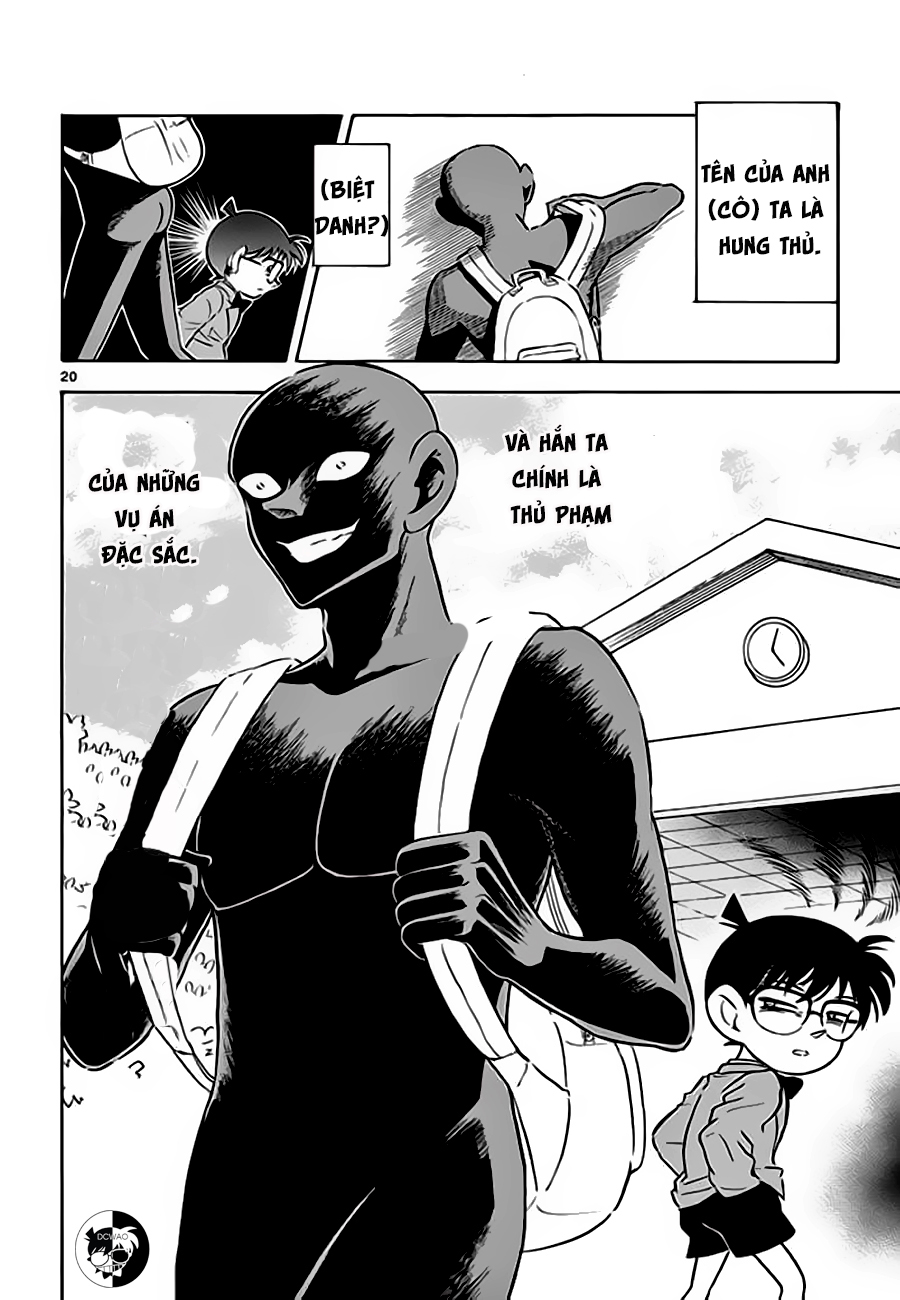 TÊN CỦA ANH
(CÔ) TA LÀ
HUNG THỦ.
(BIỆT
DANH?)
20
VÀ HẮN TA
CHÍNH LÀ
THỦ PHẠM
CỦA NHỮNG
VỤ ÁN
ĐẶC SẮC.
DCWAO